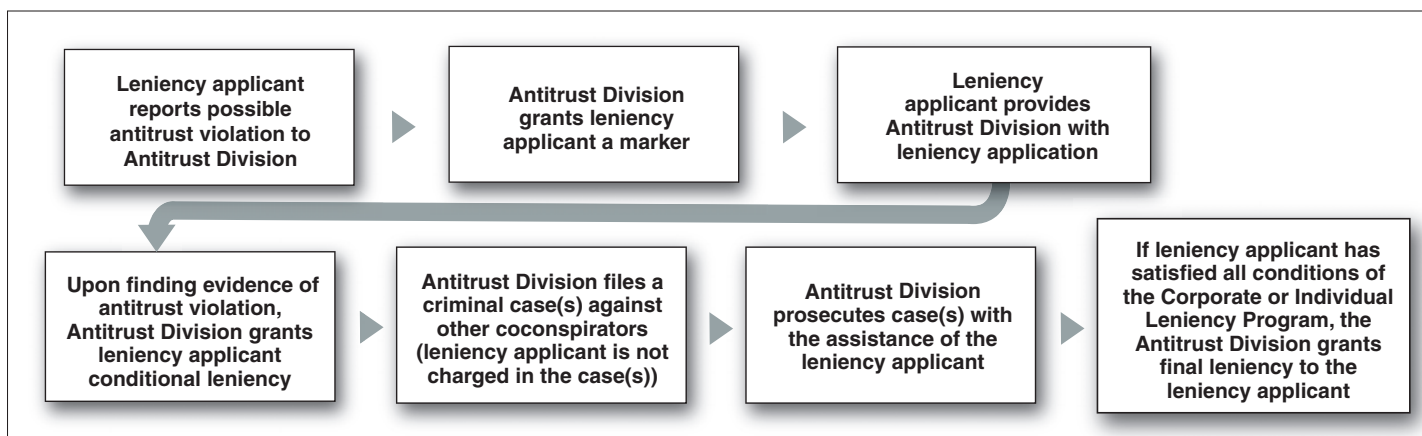 Leniency applicant
reports possible
antitrust violation to
Antitrust Division
Antitrust Division
grants leniency
applicant a marker
Leniency
applicant provides
Antitrust Division with
leniency application
Upon finding evidence of
antitrust violation,
Antitrust Division grants
leniency applicant
conditional leniency
Antitrust Division files a
criminal case(s) against
other coconspirators
(leniency applicant is not
charged in the case(s))
Antitrust Division
prosecutes case(s) with
the assistance of the
leniency applicant
If leniency applicant has
satisfied all conditions of
the Corporate or Individual
Leniency Program, the
Antitrust Division grants
final leniency to the
leniency applicant